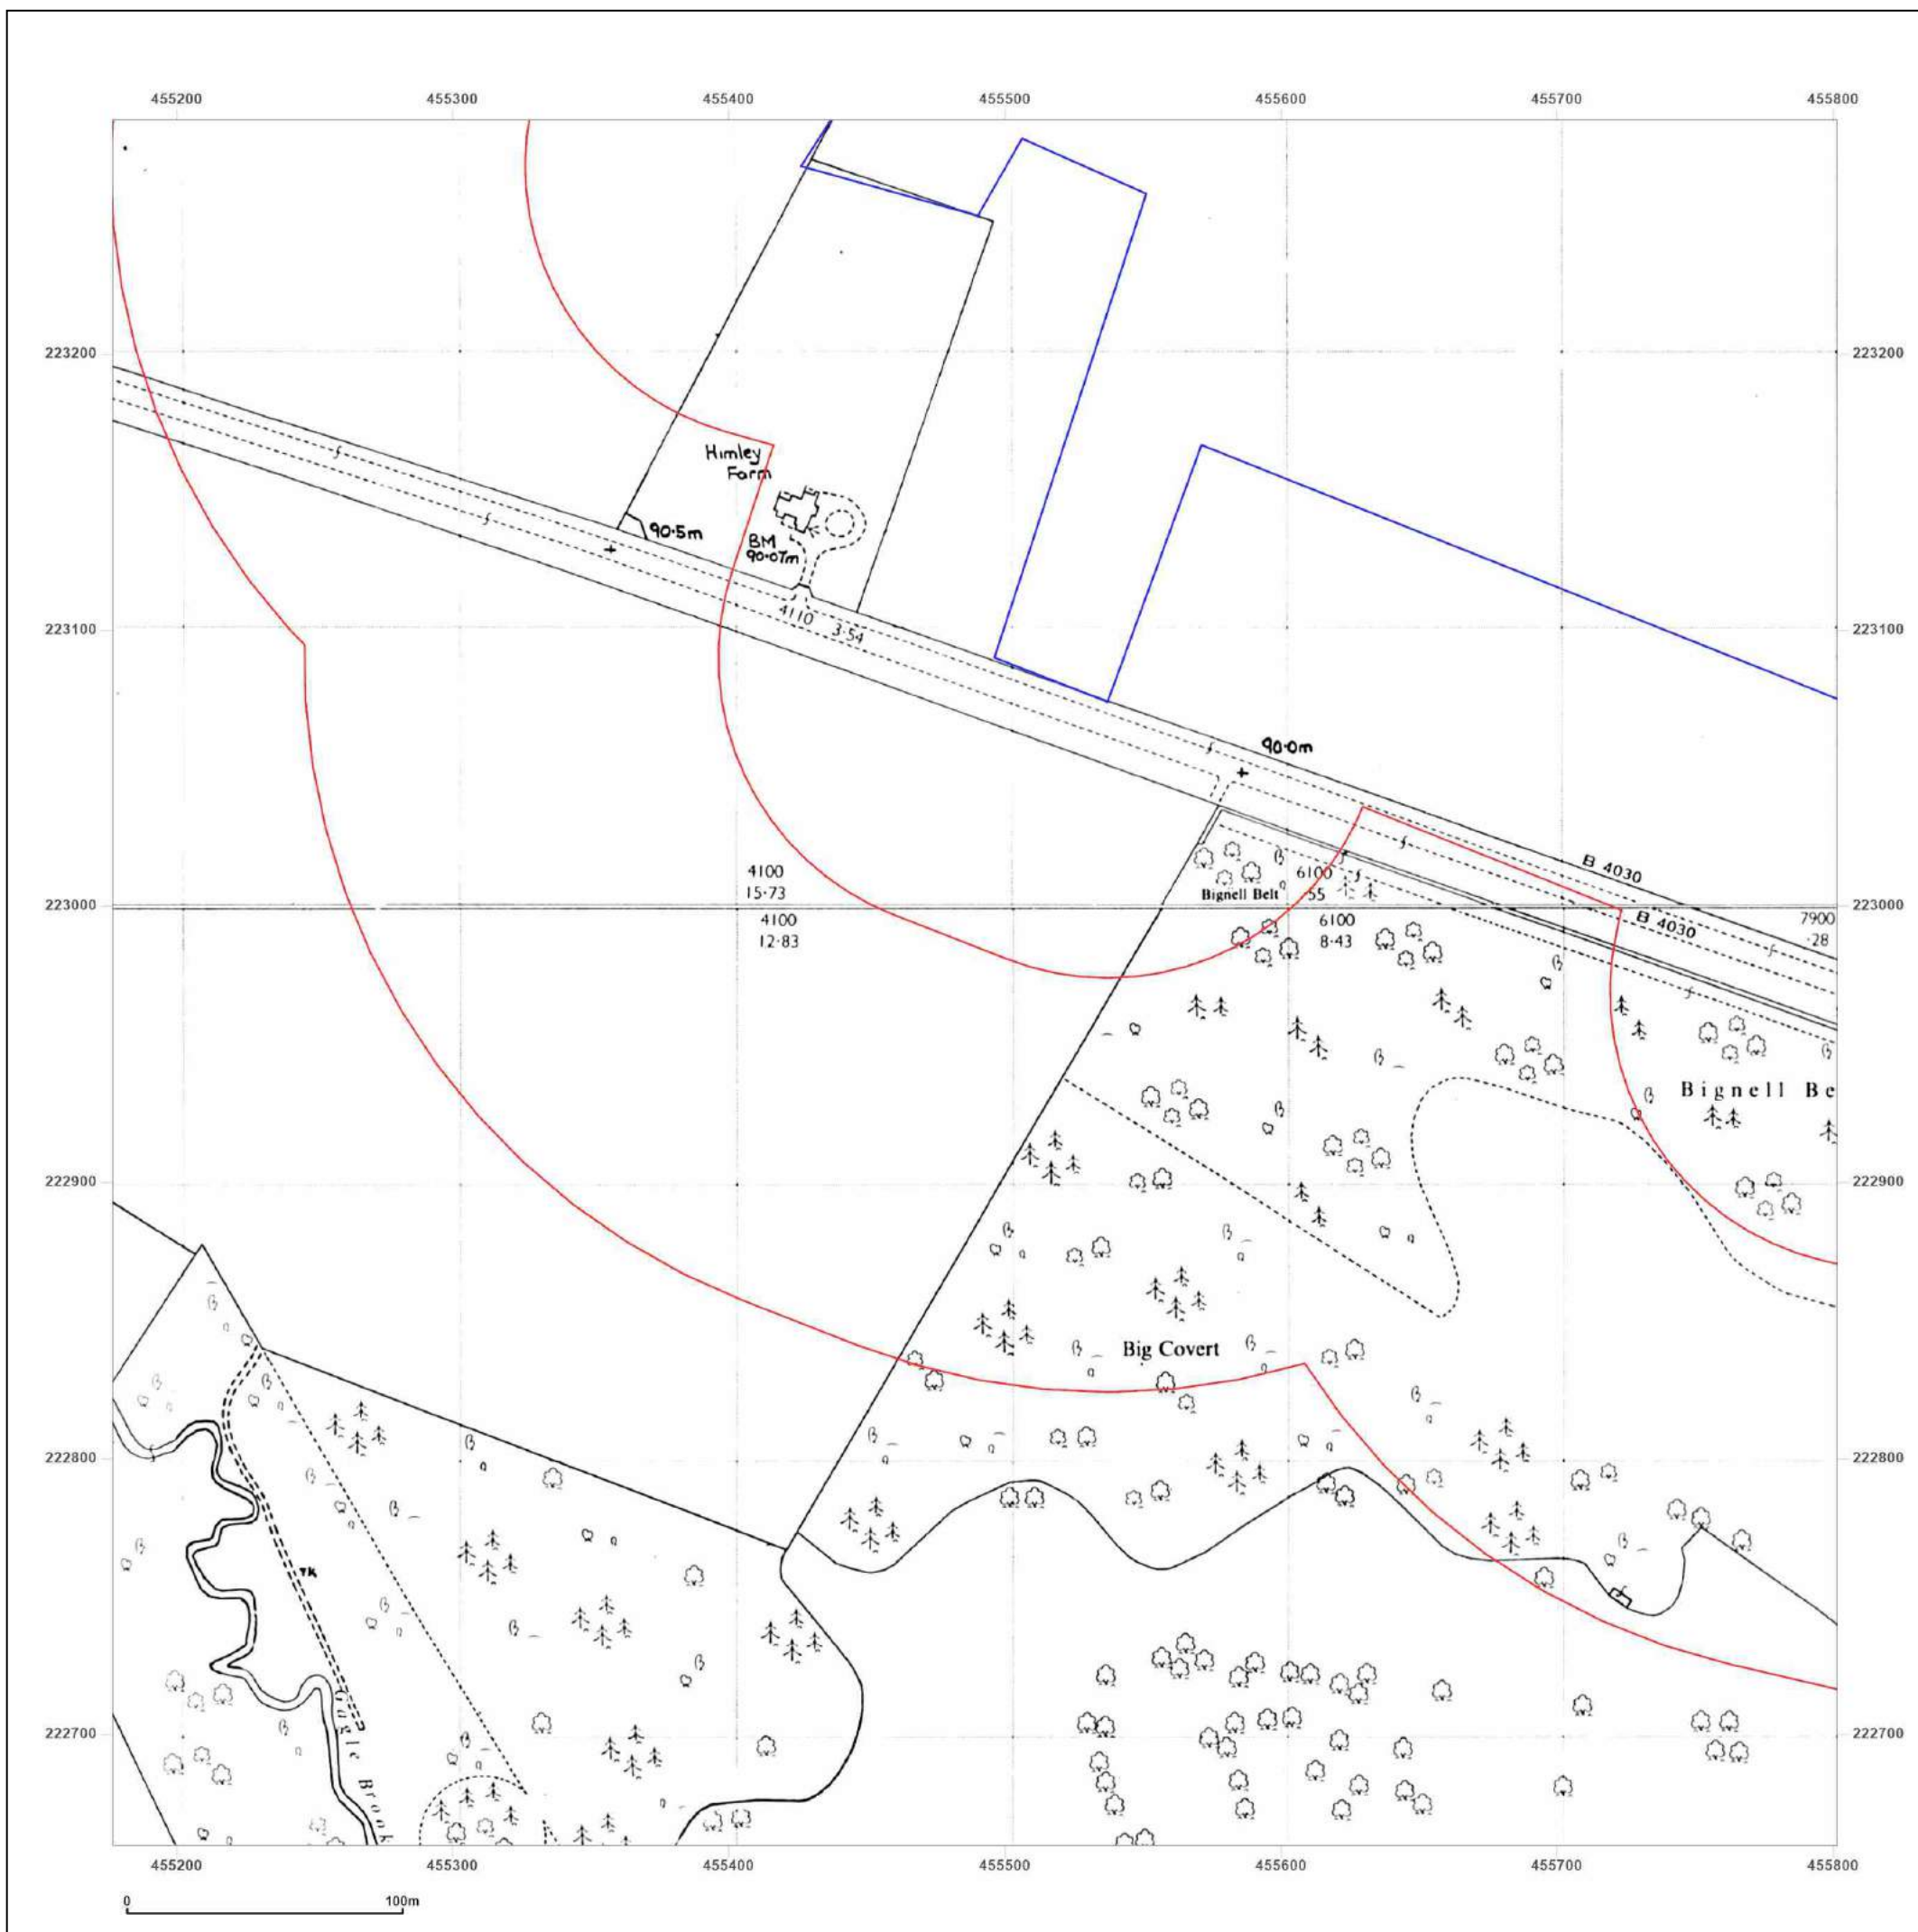 455200 455300 455400 455500 455600 455700 455800
223200 223200
Himley
Farm
90·5m
BM
90·07m
4110 3·54
223100 223100
90·0m
B 4030
4100
15·73
6100
·55
Bignell Belt
223000 223000
4100
12·83
6100
8·43
B 4030
7900
·28
Bignell Be
222900 222900
Big Covert
222800 222800
Tk
Gagle Brook
222700 222700
455200 455300 455400 455500 455600 455700 455800
0 100m